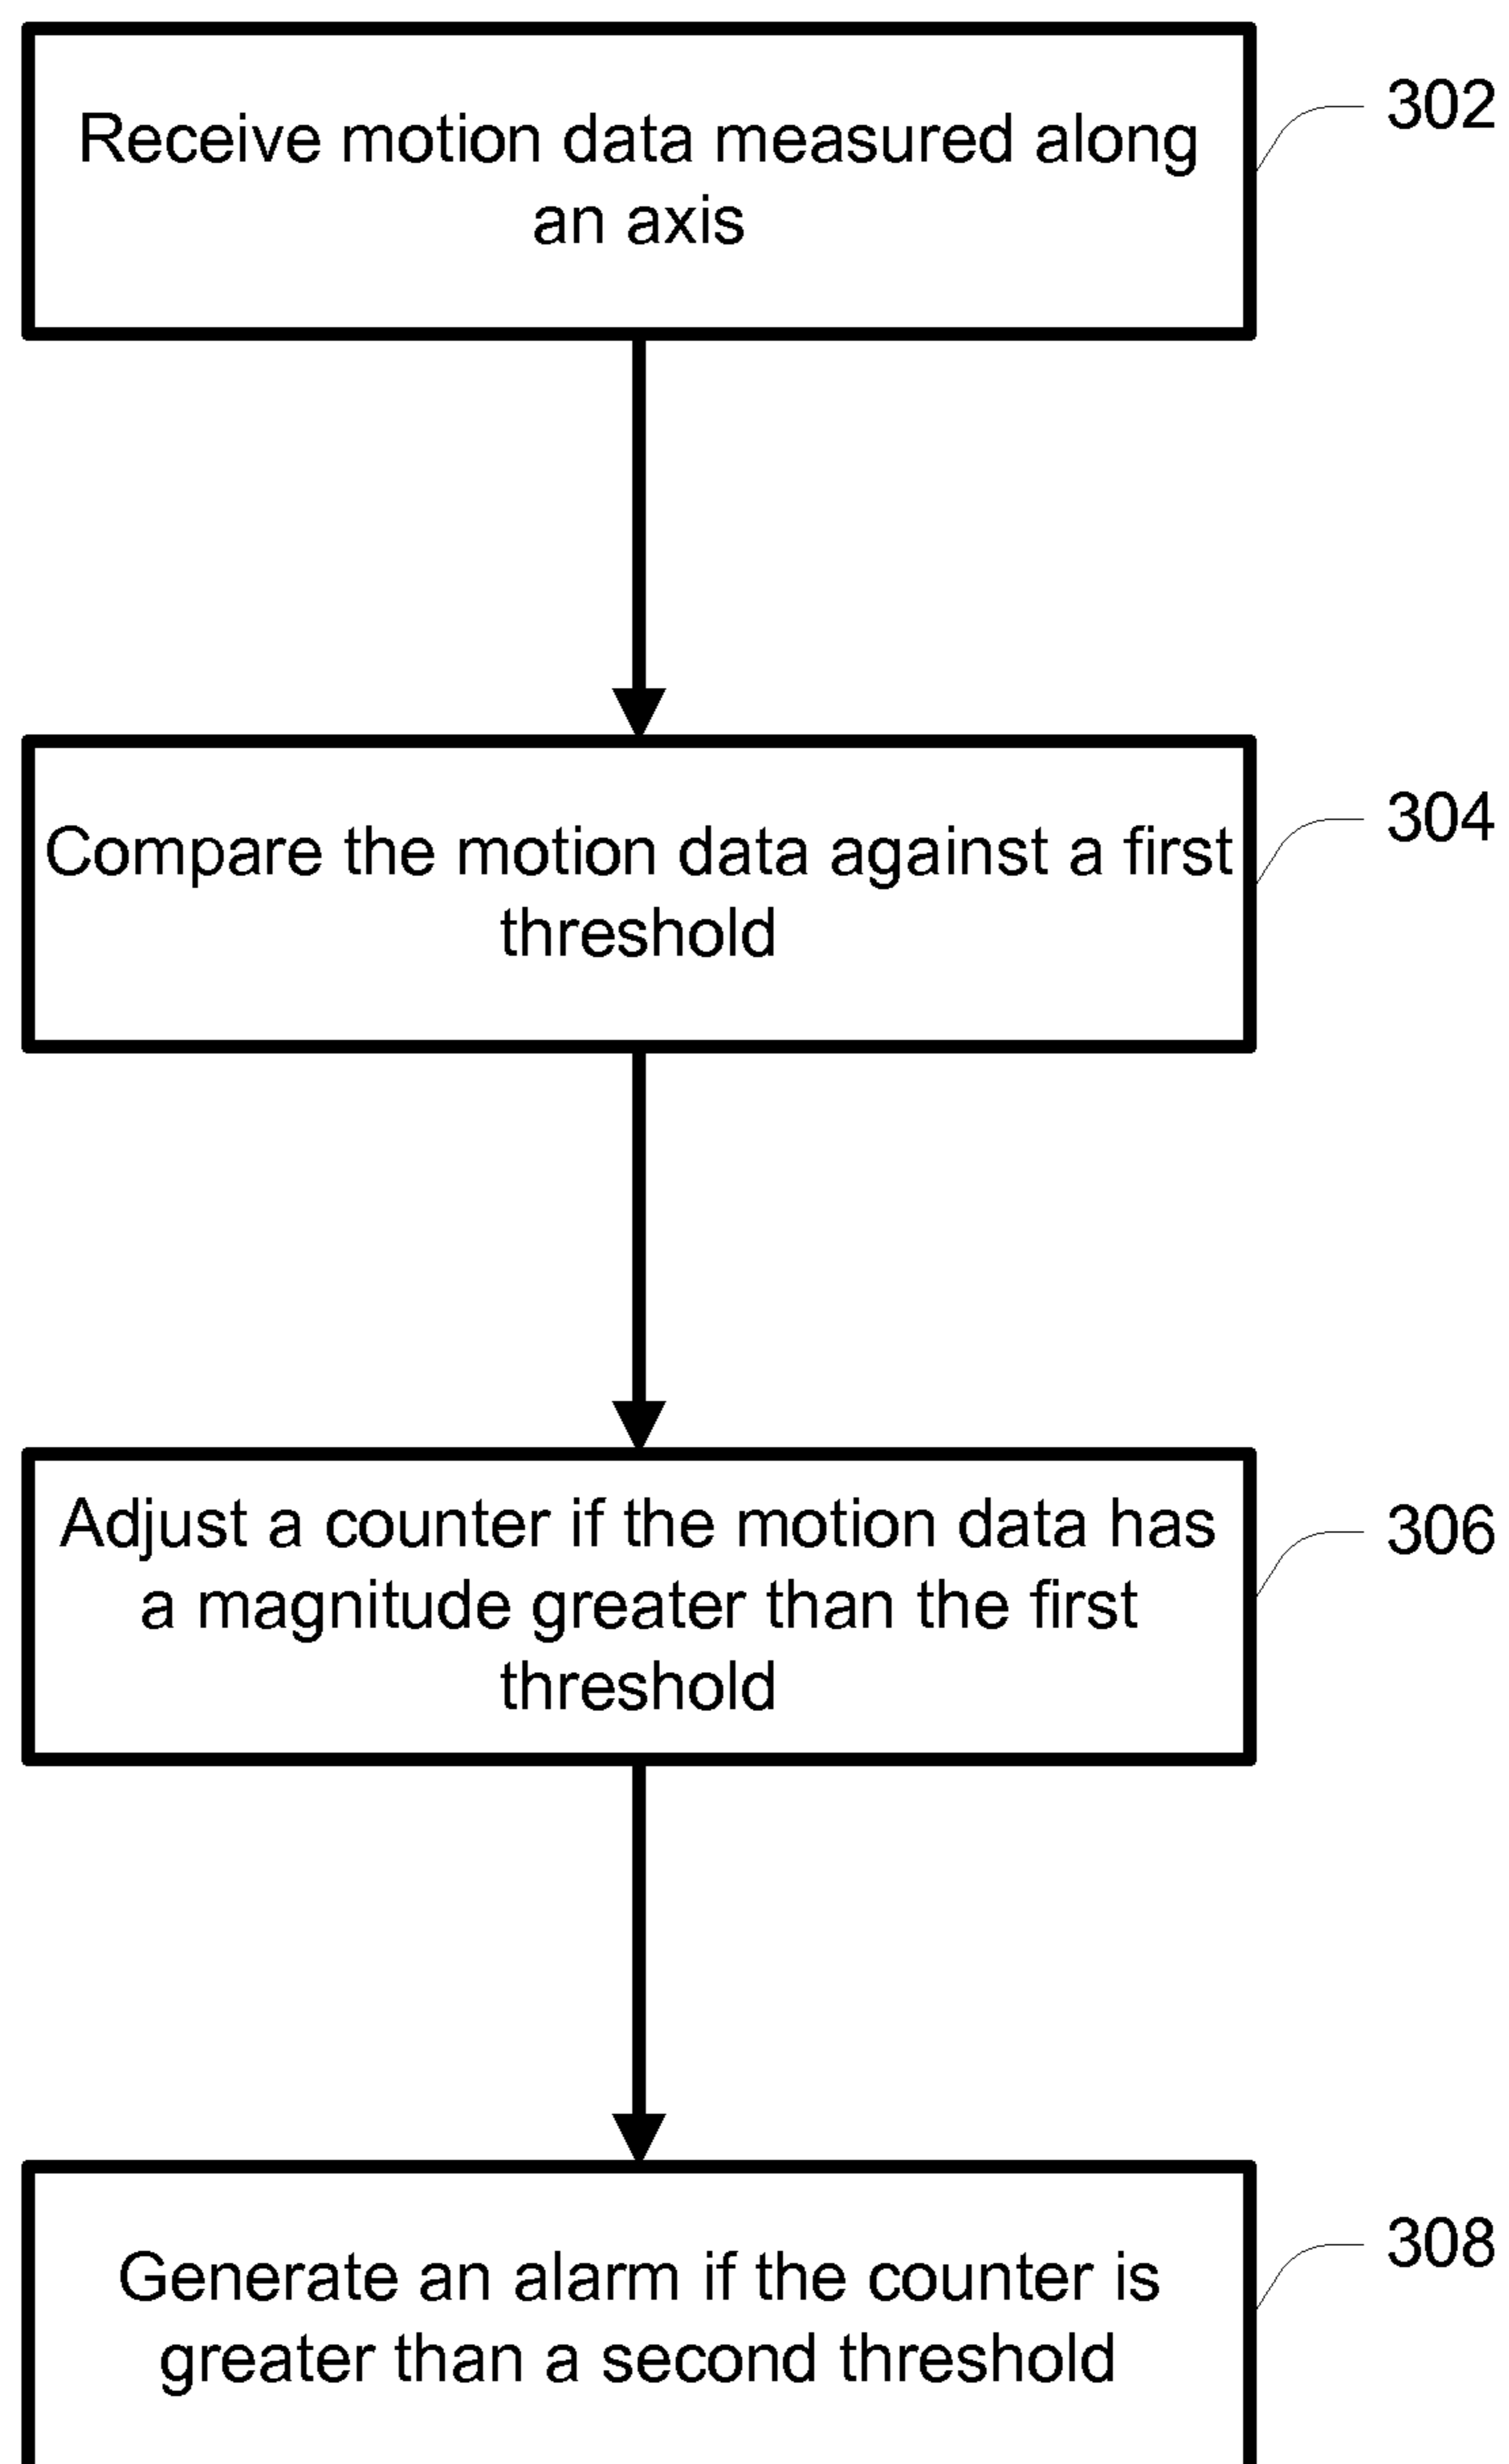 Receive motion data measured along
an axis
302
Compare the motion data against a first
threshold
304
Adjust a counter if the motion data has
a magnitude greater than the first
threshold
306
Generate an alarm if the counter is
greater than a second threshold
308